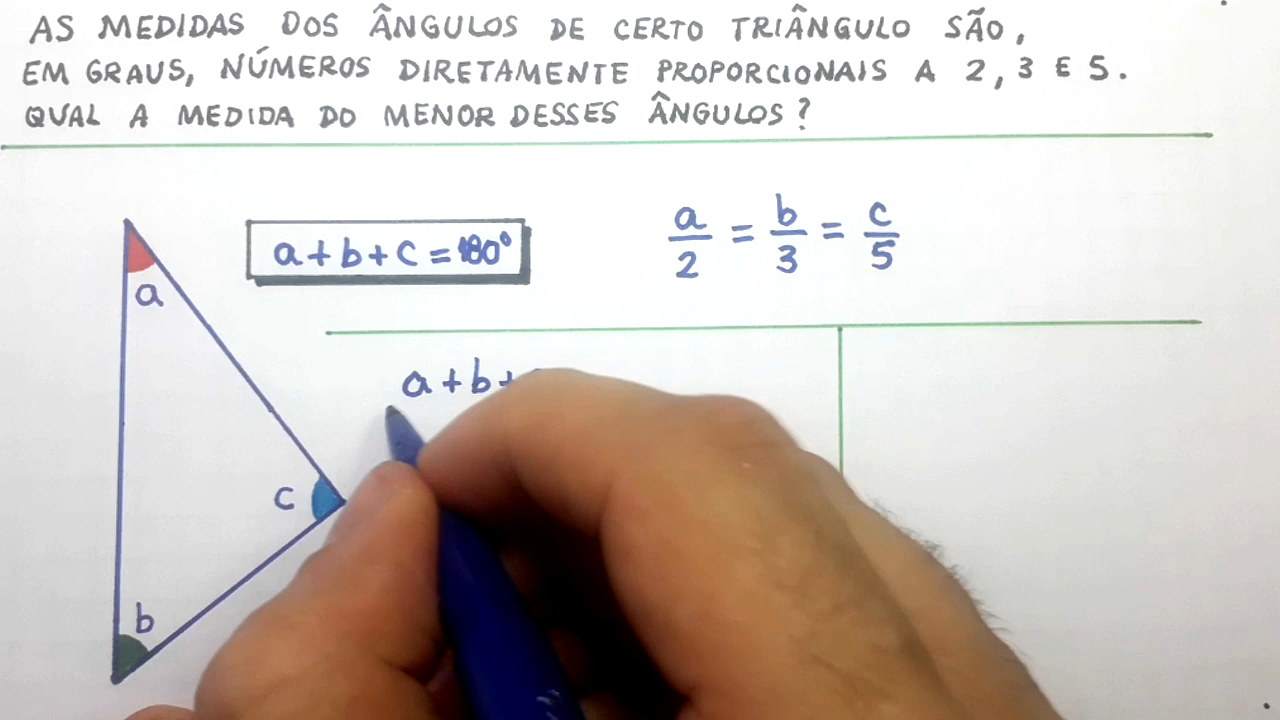 AS MEDIDAS DOS ÂNGULOS DE CERTO TRIÂNGULO SÃO,
EM GRAUS, NÚMEROS DIRETAMENTE PROPORCIONAIS A 2, 3 E 5.
QUAL A MEDIDA DO MENOR DESSES ÂNGULOS?
a + b + c = 180°
a/2 = b/3 = c/5
a
a + b +
c
b